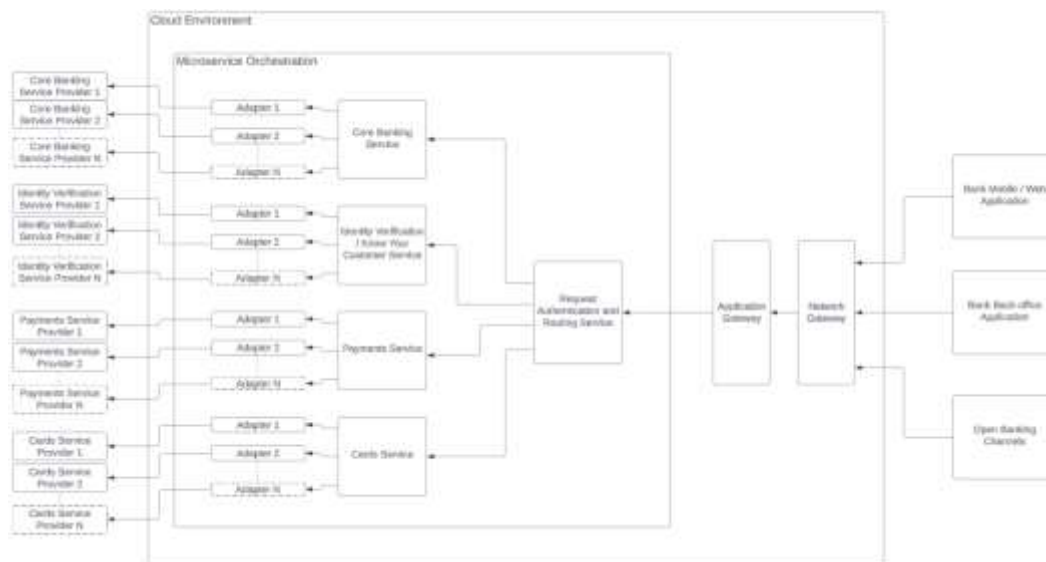 Cloud Environment
Microservice Orchestration
Core Banking
Service Provider 1
Core Banking
Service Provider 2
Core Banking
Service Provider N
Adapter 1
Adapter 2
Adapter N
Core Banking
Service
Identity Verification
Service Provider 1
Identity Verification
Service Provider 2
Identity Verification
Service Provider N
Adapter 1
Adapter 2
Adapter N
Identity Verification
/ Know Your
Customer Service
Payments Service
Provider 1
Payments Service
Provider 2
Payments Service
Provider N
Adapter 1
Adapter 2
Adapter N
Payments Service
Cards Service
Provider 1
Cards Service
Provider 2
Cards Service
Provider N
Adapter 1
Adapter 2
Adapter N
Cards Service
Request
Authentication and
Routing Service
Application
Gateway
Network
Gateway
Bank Mobile / Web
Application
Bank Back office
Application
Open Banking
Channels